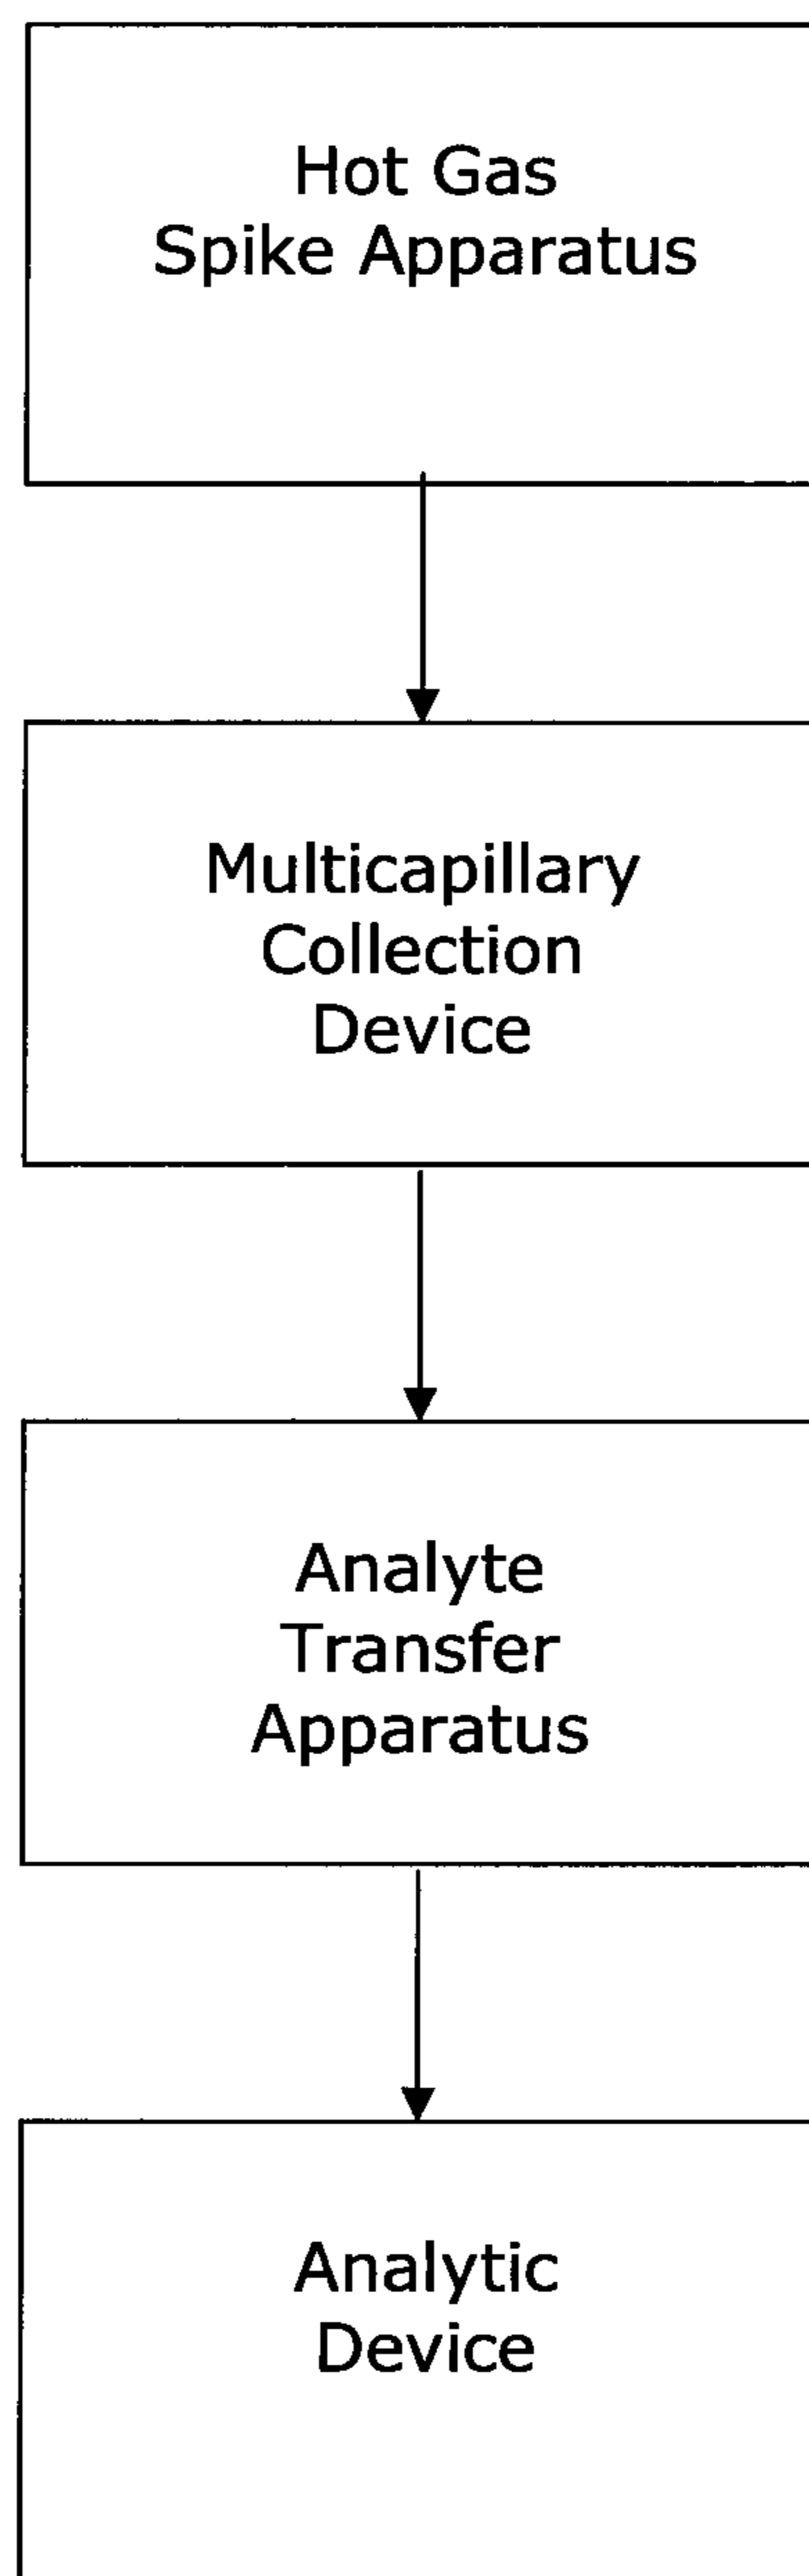 Hot Gas
Spike Apparatus
Multicapillary
Collection
Device
Analyte
Transfer
Apparatus
Analytic
Device